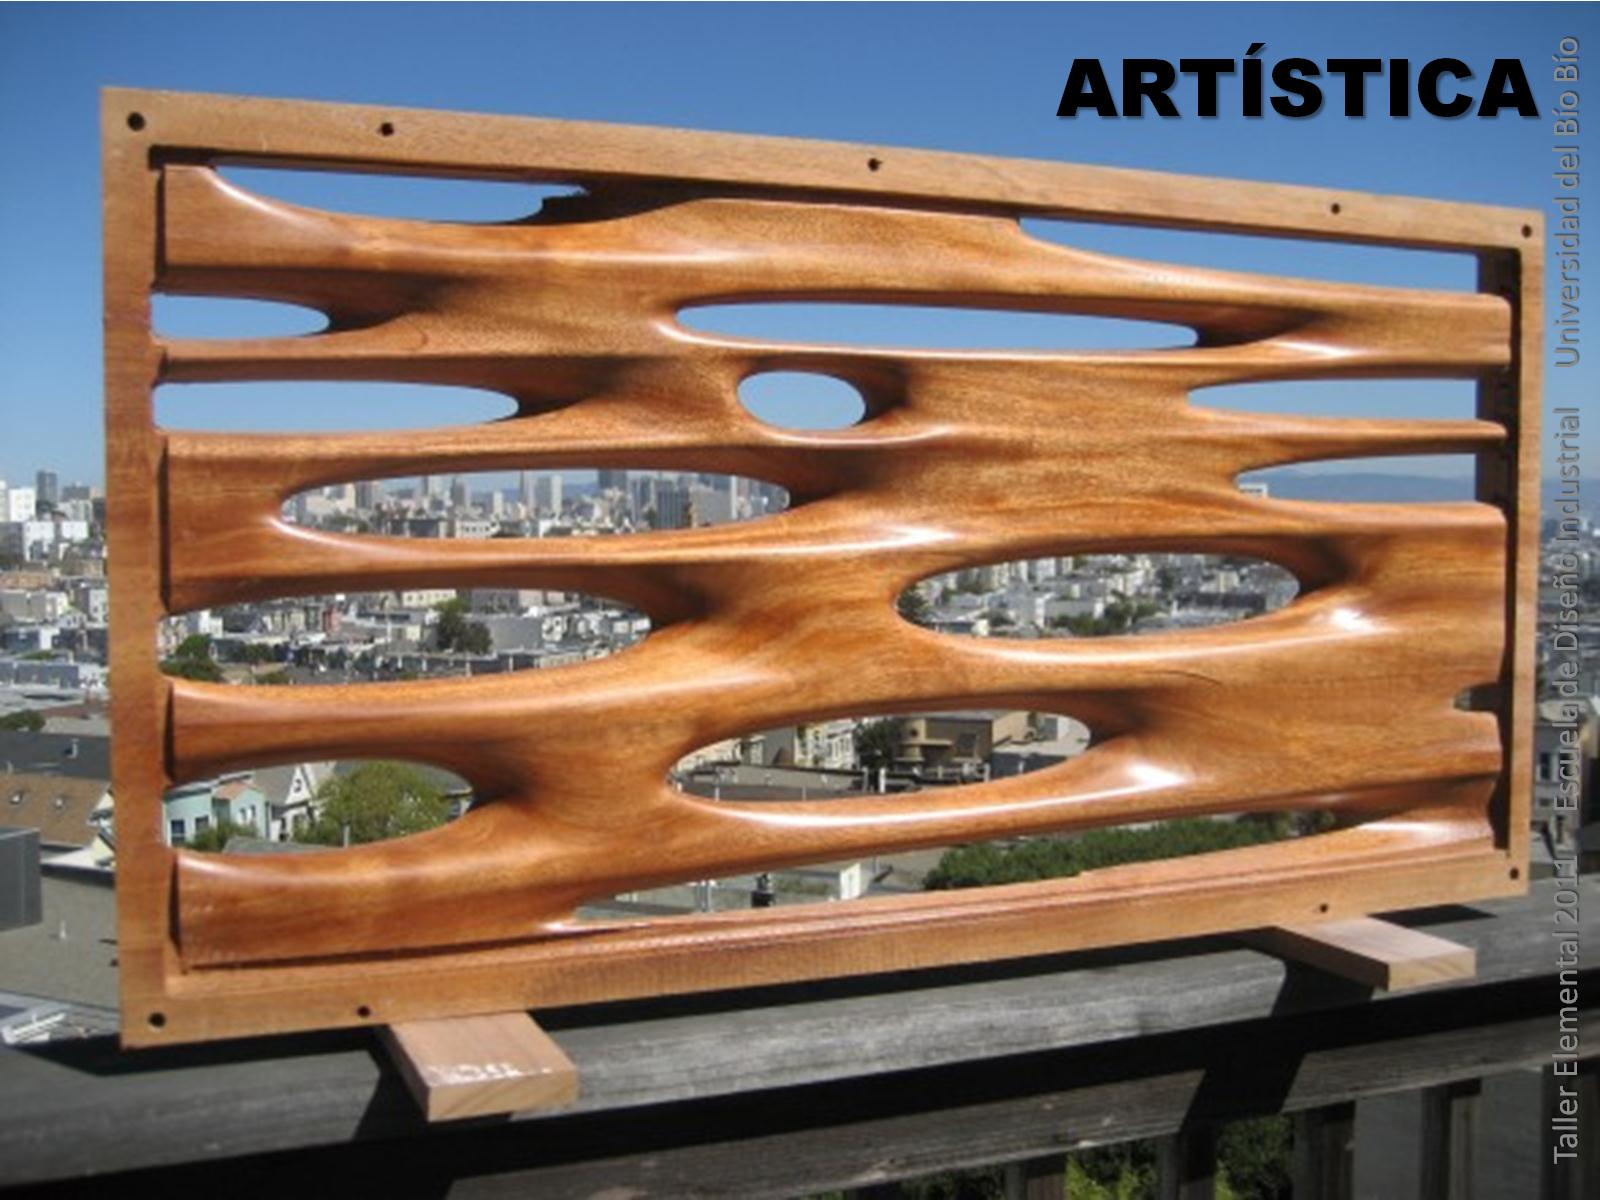 ARTÍSTICA
Taller Elemental 2011 – Escuela de Diseño Industrial Universidad del Bío Bío